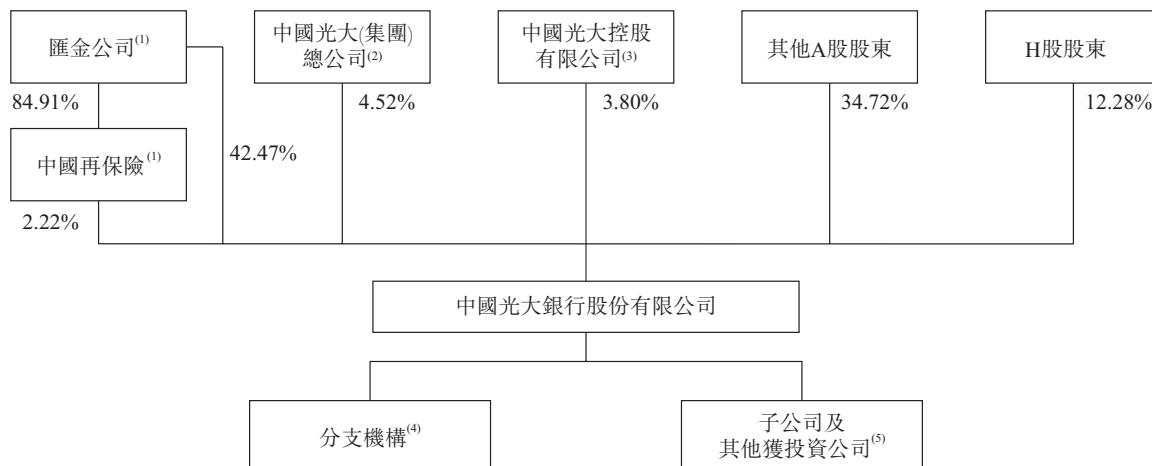 匯金公司(1)
中國光大(集團)
總公司(2)
中國光大控股
有限公司(3)
其他A股股東
H股股東
84.91%
4.52%
3.80%
34.72%
12.28%
中國再保險(1)
42.47%
2.22%
中國光大銀行股份有限公司
分支機構(4)
子公司及
其他獲投資公司(5)